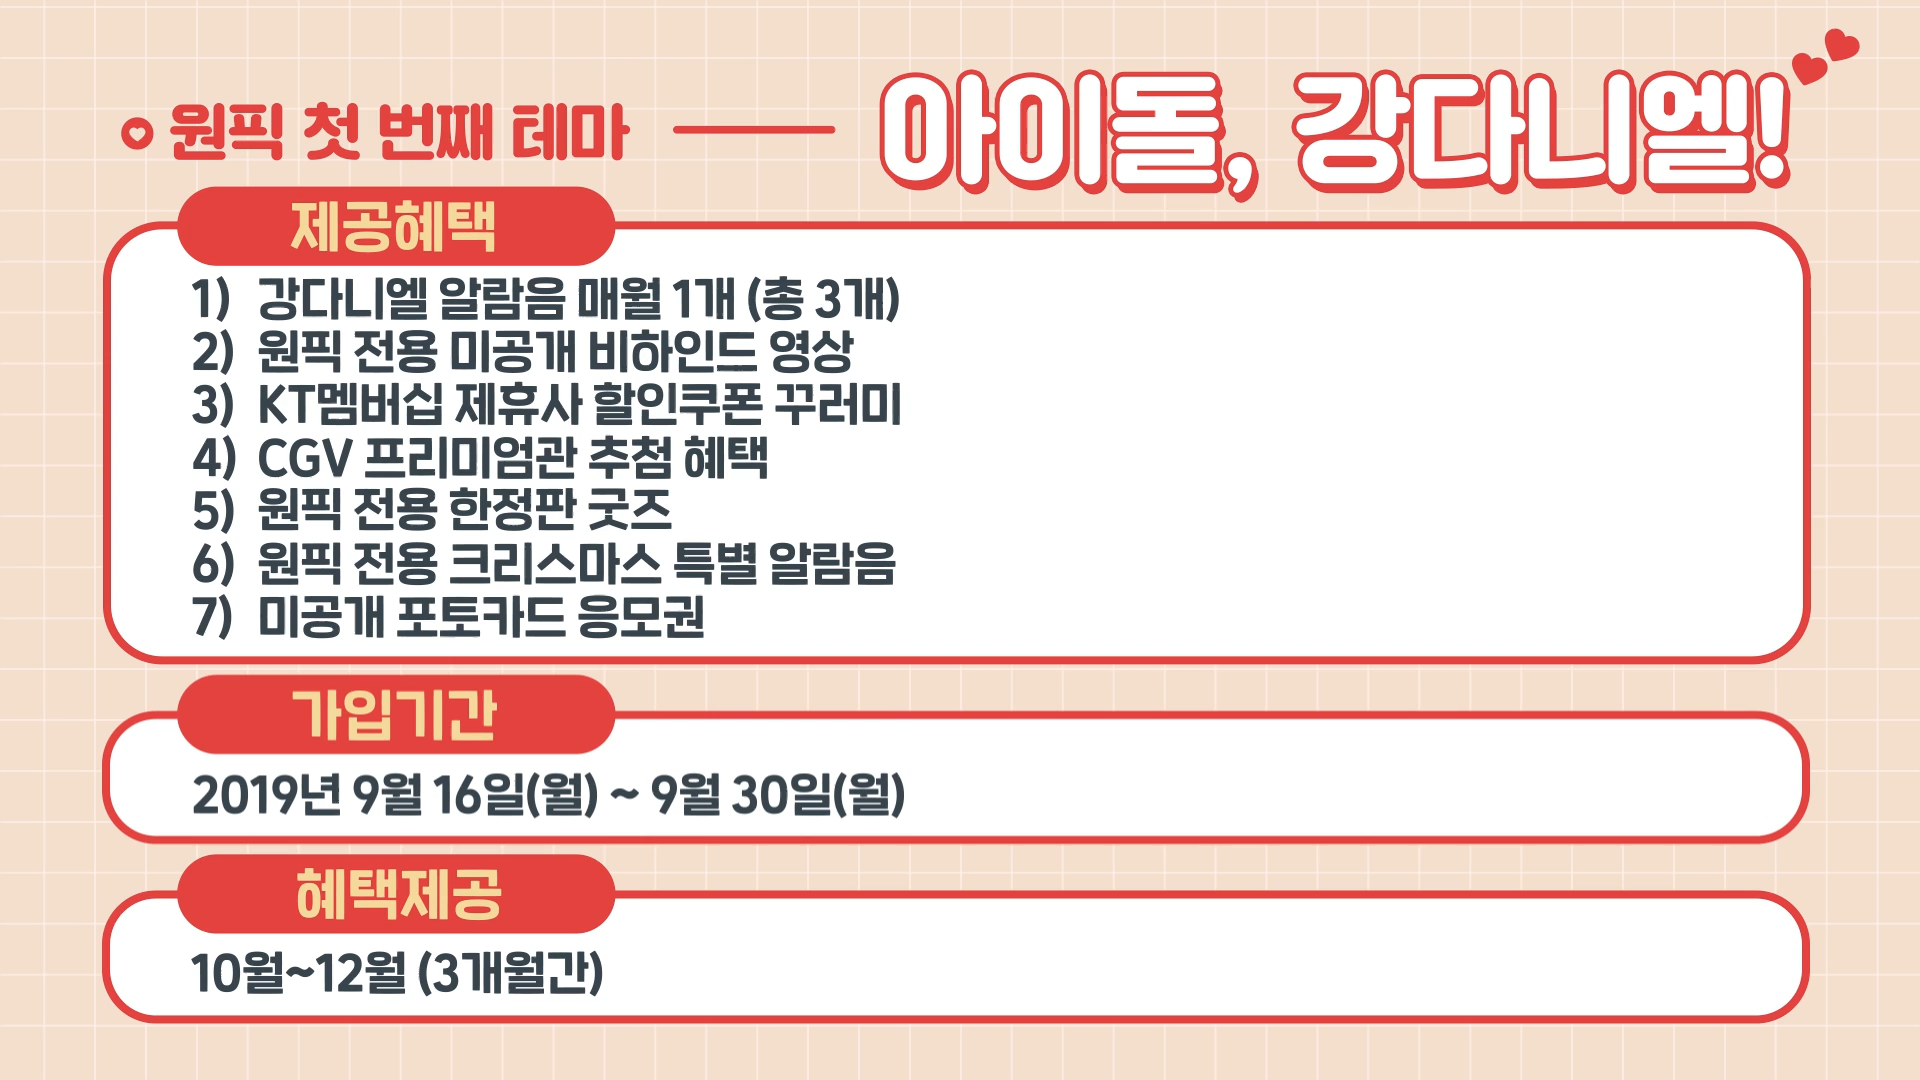 원픽 첫 번째 테마 — 아이돌, 강다니엘!
제공혜택
1) 강다니엘 알람음 매월 1개 (총 3개)
2) 원픽 전용 미공개 비하인드 영상
3) KT멤버십 제휴사 할인쿠폰 꾸러미
4) CGV 프리미엄관 추첨 혜택
5) 원픽 전용 한정판 굿즈
6) 원픽 전용 크리스마스 특별 알람음
7) 미공개 포토카드 응모권
가입기간
2019년 9월 16일(월) ~ 9월 30일(월)
혜택제공
10월~12월 (3개월간)